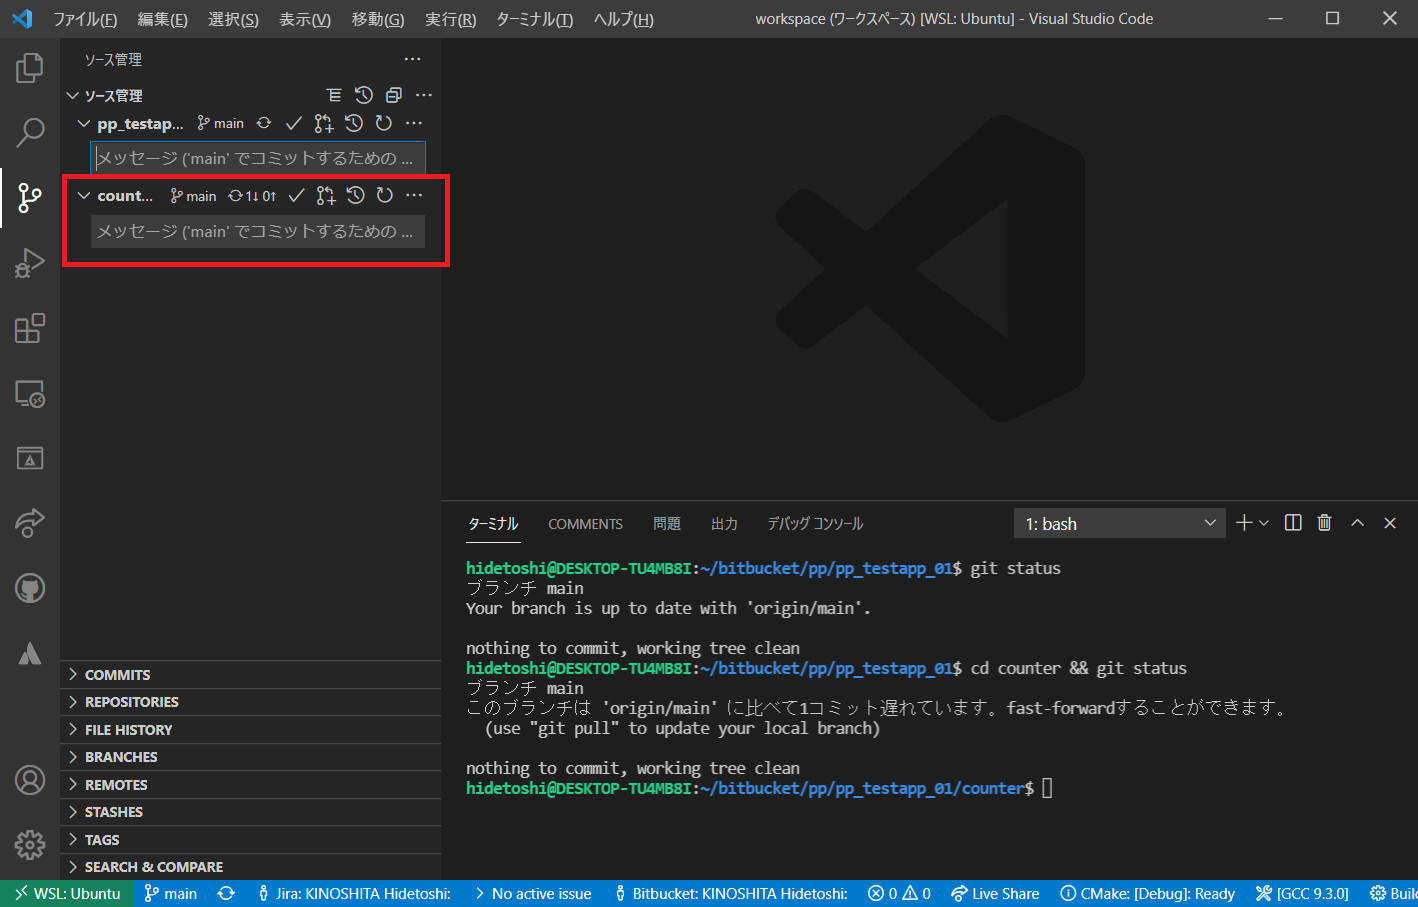 ファイル(F) 編集(E) 選択(S) 表示(V) 移動(G) 実行(R) ターミナル(T) ヘルプ(H) workspace (ワークスペース) [WSL: Ubuntu] - Visual Studio Code
ソース管理
ソース管理
pp_testap... main
メッセージ ('main' でコミットするための ...
count... main 1↓ 0↑
メッセージ ('main' でコミットするための ...
COMMITS
REPOSITORIES
FILE HISTORY
BRANCHES
REMOTES
STASHES
TAGS
SEARCH & COMPARE
ターミナル COMMENTS 問題 出力 デバッグ コンソール 1: bash
hidetoshi@DESKTOP-TU4MB8I:~/bitbucket/pp/pp_testapp_01$ git status
ブランチ main
Your branch is up to date with 'origin/main'.
nothing to commit, working tree clean
hidetoshi@DESKTOP-TU4MB8I:~/bitbucket/pp/pp_testapp_01$ cd counter && git status
ブランチ main
このブランチは 'origin/main' に比べて1コミット遅れています。fast-forwardすることができます。
(use "git pull" to update your local branch)
nothing to commit, working tree clean
hidetoshi@DESKTOP-TU4MB8I:~/bitbucket/pp/pp_testapp_01/counter$
WSL: Ubuntu main Jira: KINOSHITA Hidetoshi: No active issue Bitbucket: KINOSHITA Hidetoshi: 0 0 Live Share CMake: [Debug]: Ready [GCC 9.3.0] Buil